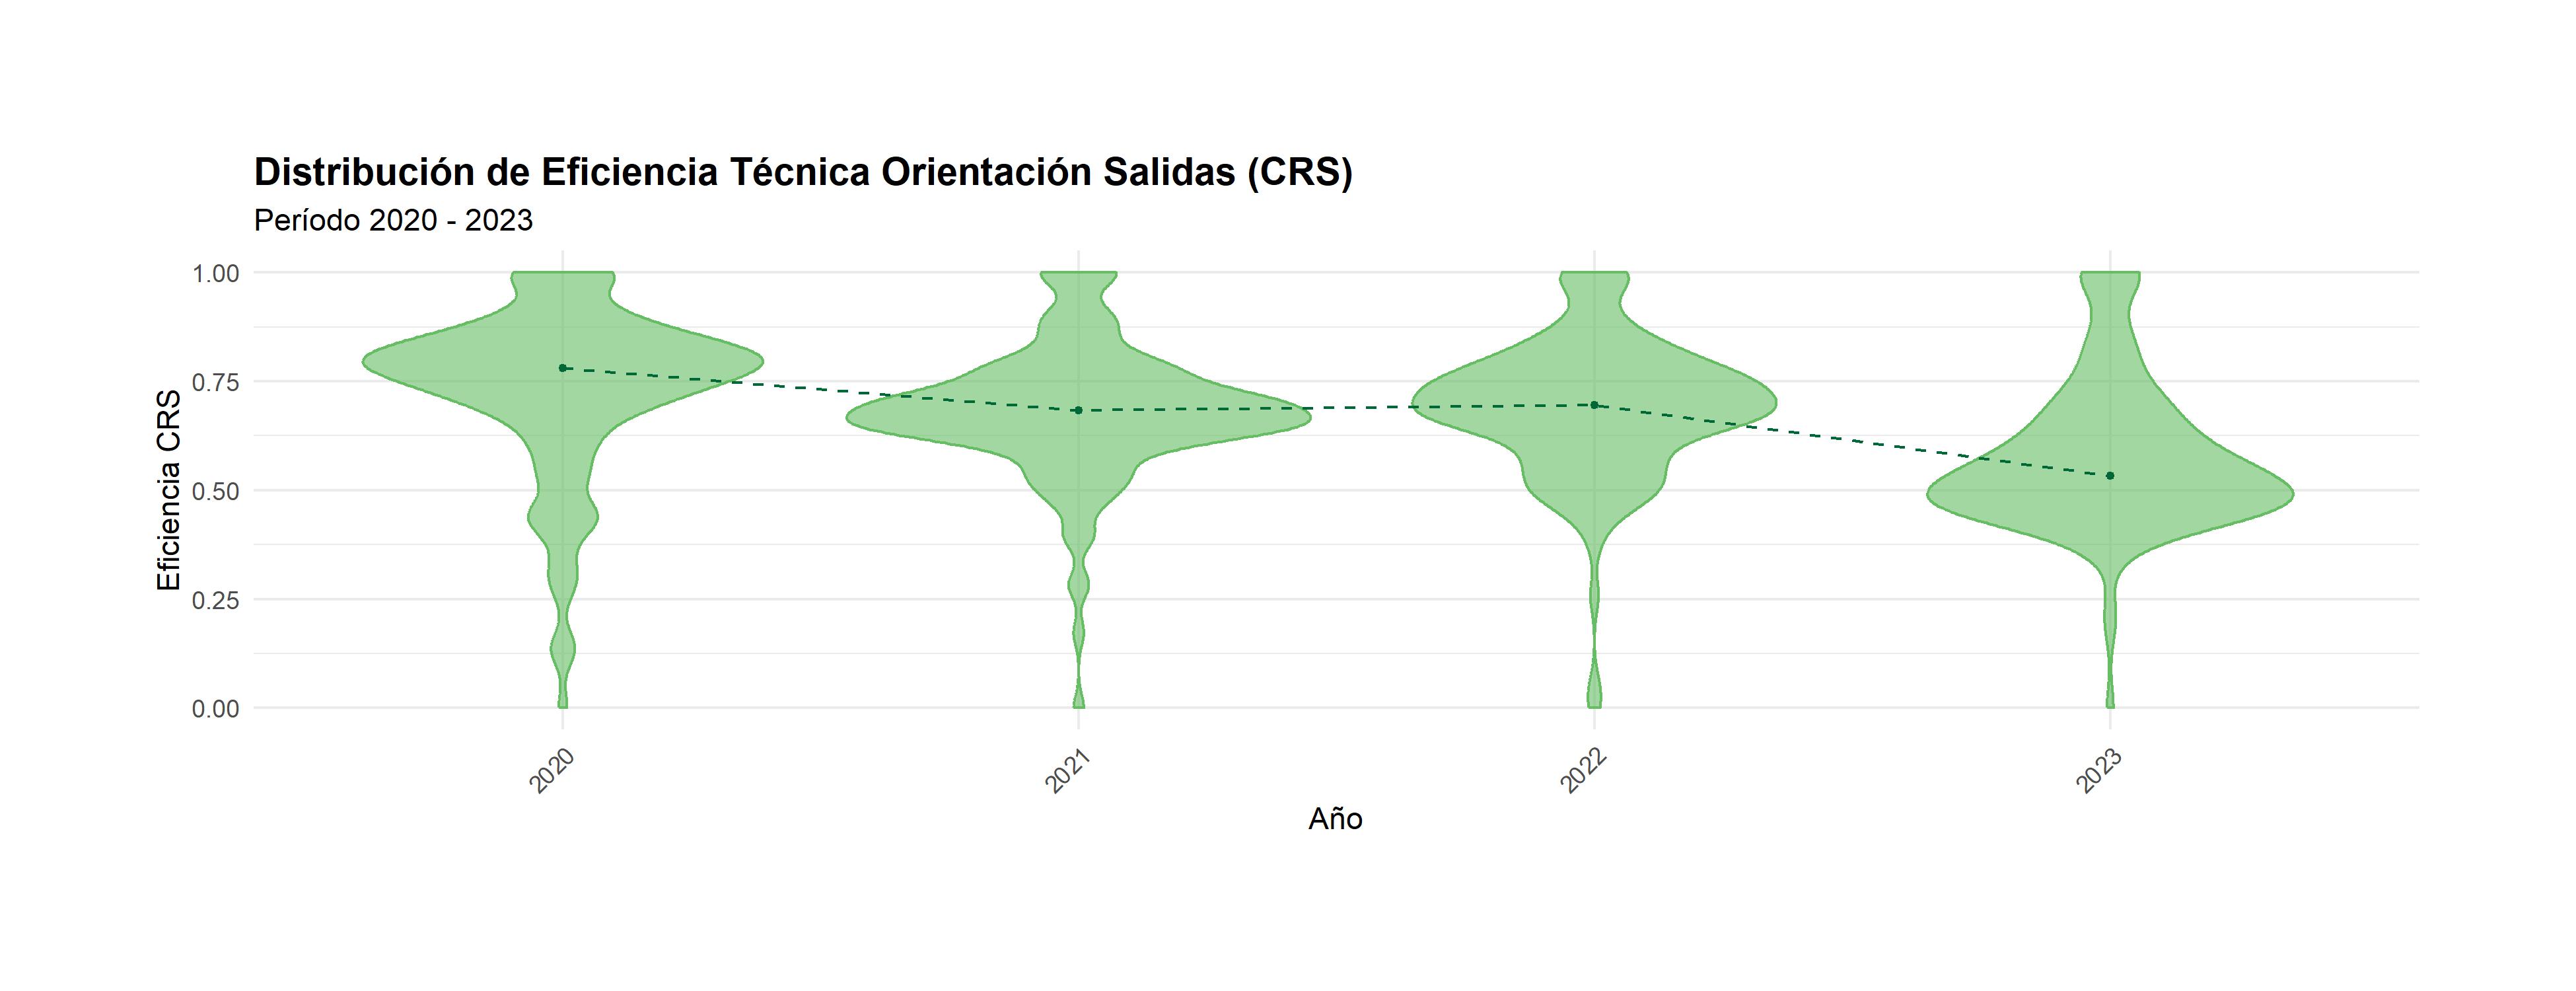 Distribución de Eficiencia Técnica Orientación Salidas (CRS)
Período 2020 - 2023
Eficiencia CRS
1.00
0.75
0.50
0.25
0.00
2020
2021
2022
2023
Año